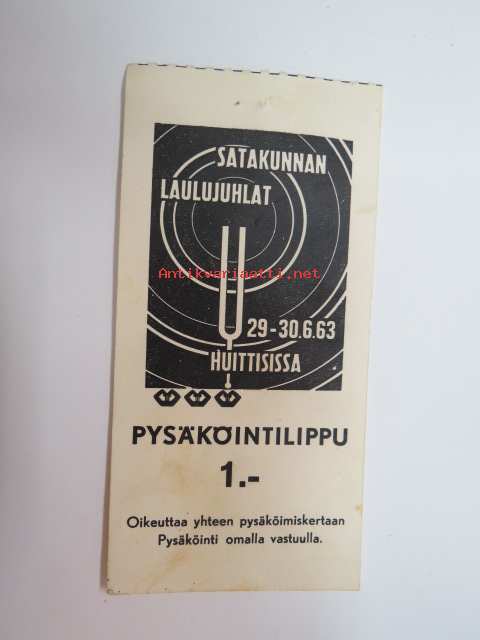 SATAKUNNAN
LAULUJUHLAT
Antikvariaatti.net
29-30.6.63
HUITTISISSA
PYSÄKÖINTILIPPU
1.-
Oikeuttaa yhteen pysäköimiskertaan
Pysäköinti omalla vastuulla.